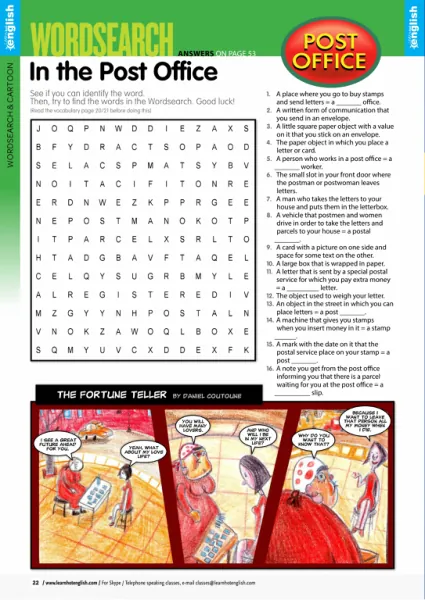 english
english
WORDSEARCH & CARTOON
WORDSEARCH
ANSWERS ON PAGE 53
POST
OFFICE
In the Post Office
See if you can identify the word.
Then, try to find the words in the Wordsearch. Good luck!
(Read the vocabulary page 20/21 before doing this)
J O Q P N W D D I E Z A X S
B F Y D R A C T S O P A O D
S E L A C S P M A T S Y B V
N O I T A C I F I T O N R E
E R D N W E Z K P P R G E E
N E P O S T M A N O K O T P
I T P A R C E L X S R L T O
H T A D G B A V F T A Q E L
C E L Q Y S U G R B M Y L E
A L R E G I S T E R E D I V
M Z G Y Y N H P O S T A L N
V N O K Z A W O Q L B O X E
S Q M Y U V C X D D E X F K
1. A place where you go to buy stamps
and send letters = a _______ office.
2. A written form of communication that
you send in an envelope.
3. A little square paper object with a value
on it that you stick on an envelope.
4. The paper object in which you place a
letter or card.
5. A person who works in a post office = a
_______ worker.
6. The small slot in your front door where
the postman or postwoman leaves
letters.
7. A man who takes the letters to your
house and puts them in the letterbox.
8. A vehicle that postmen and women
drive in order to take the letters and
parcels to your house = a postal
_______.
9. A card with a picture on one side and
space for some text on the other.
10. A large box that is wrapped in paper.
11. A letter that is sent by a special postal
service for which you pay extra money
= a _________ letter.
12. The object used to weigh your letter.
13. An object in the street in which you can
place letters = a post _______.
14. A machine that gives you stamps
when you insert money in it = a stamp
_______.
15. A mark with the date on it that the
postal service place on your stamp = a
post _______.
16. A note you get from the post office
informing you that there is a parcel
waiting for you at the post office = a
_________ slip.
THE FORTUNE TELLER BY DANIEL COUTOUNE
I SEE A GREAT
FUTURE AHEAD
FOR YOU.
YEAH, WHAT
ABOUT MY LOVE
LIFE?
YOU WILL
HAVE MANY
LOVERS.
AND WHO
WILL I BE
IN MY NEXT
LIFE?
WHY DO YOU
WANT TO
KNOW THAT?
BECAUSE I
WANT TO LEAVE
THAT PERSON ALL
MY MONEY WHEN
I DIE.
22 / www.learnhotenglish.com / For Skype / Telephone speaking classes, e-mail classes@learnhotenglish.com